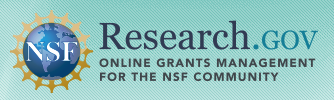 NSF
Research.GOV
ONLINE GRANTS MANAGEMENT
FOR THE NSF COMMUNITY